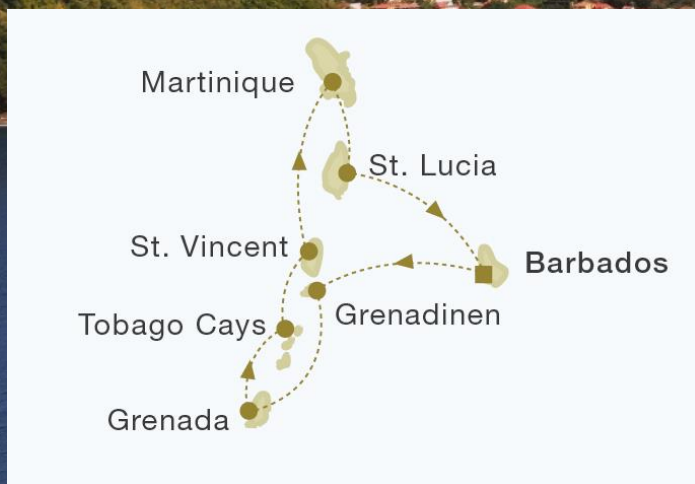 Martinique
St. Lucia
St. Vincent
Barbados
Grenadinen
Tobago Cays
Grenada